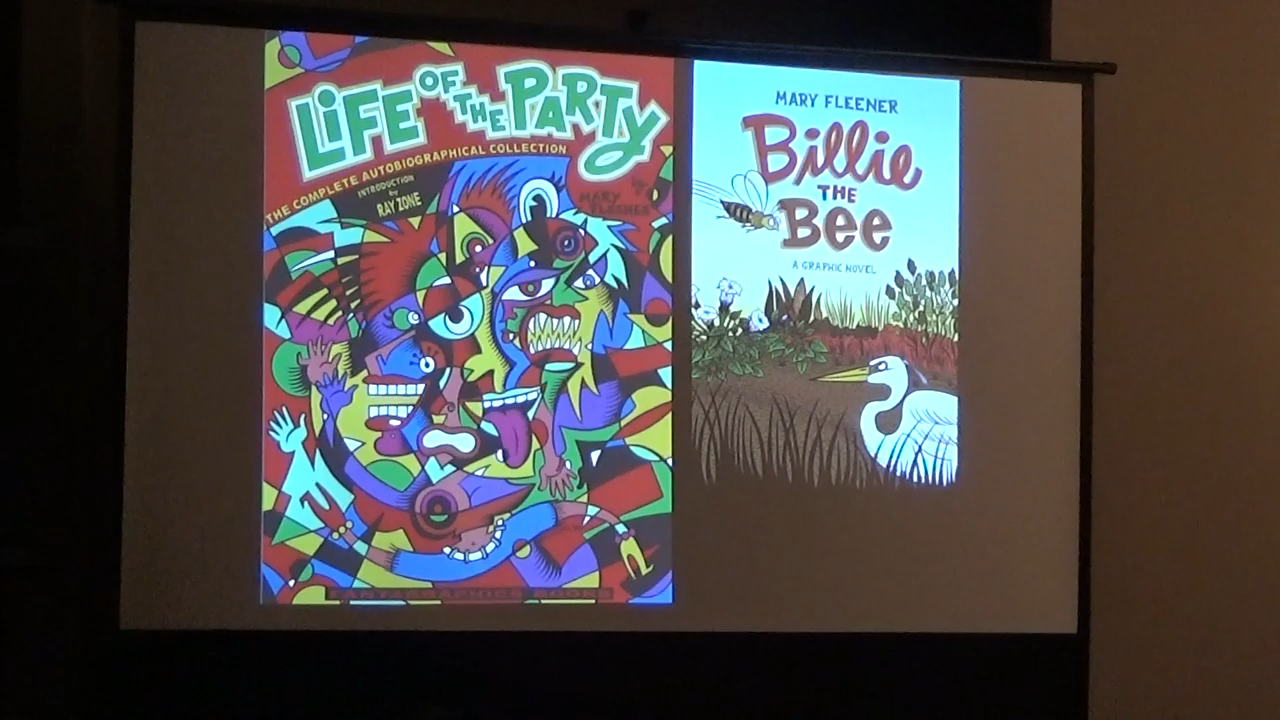 LIFE OF THE PARTY
THE COMPLETE AUTOBIOGRAPHICAL COLLECTION
INTRODUCTION
by
RAY ZONE
by
MARY
FLEENER
FANTAGRAPHICS BOOKS
MARY FLEENER
Billie
THE
Bee
A GRAPHIC NOVEL